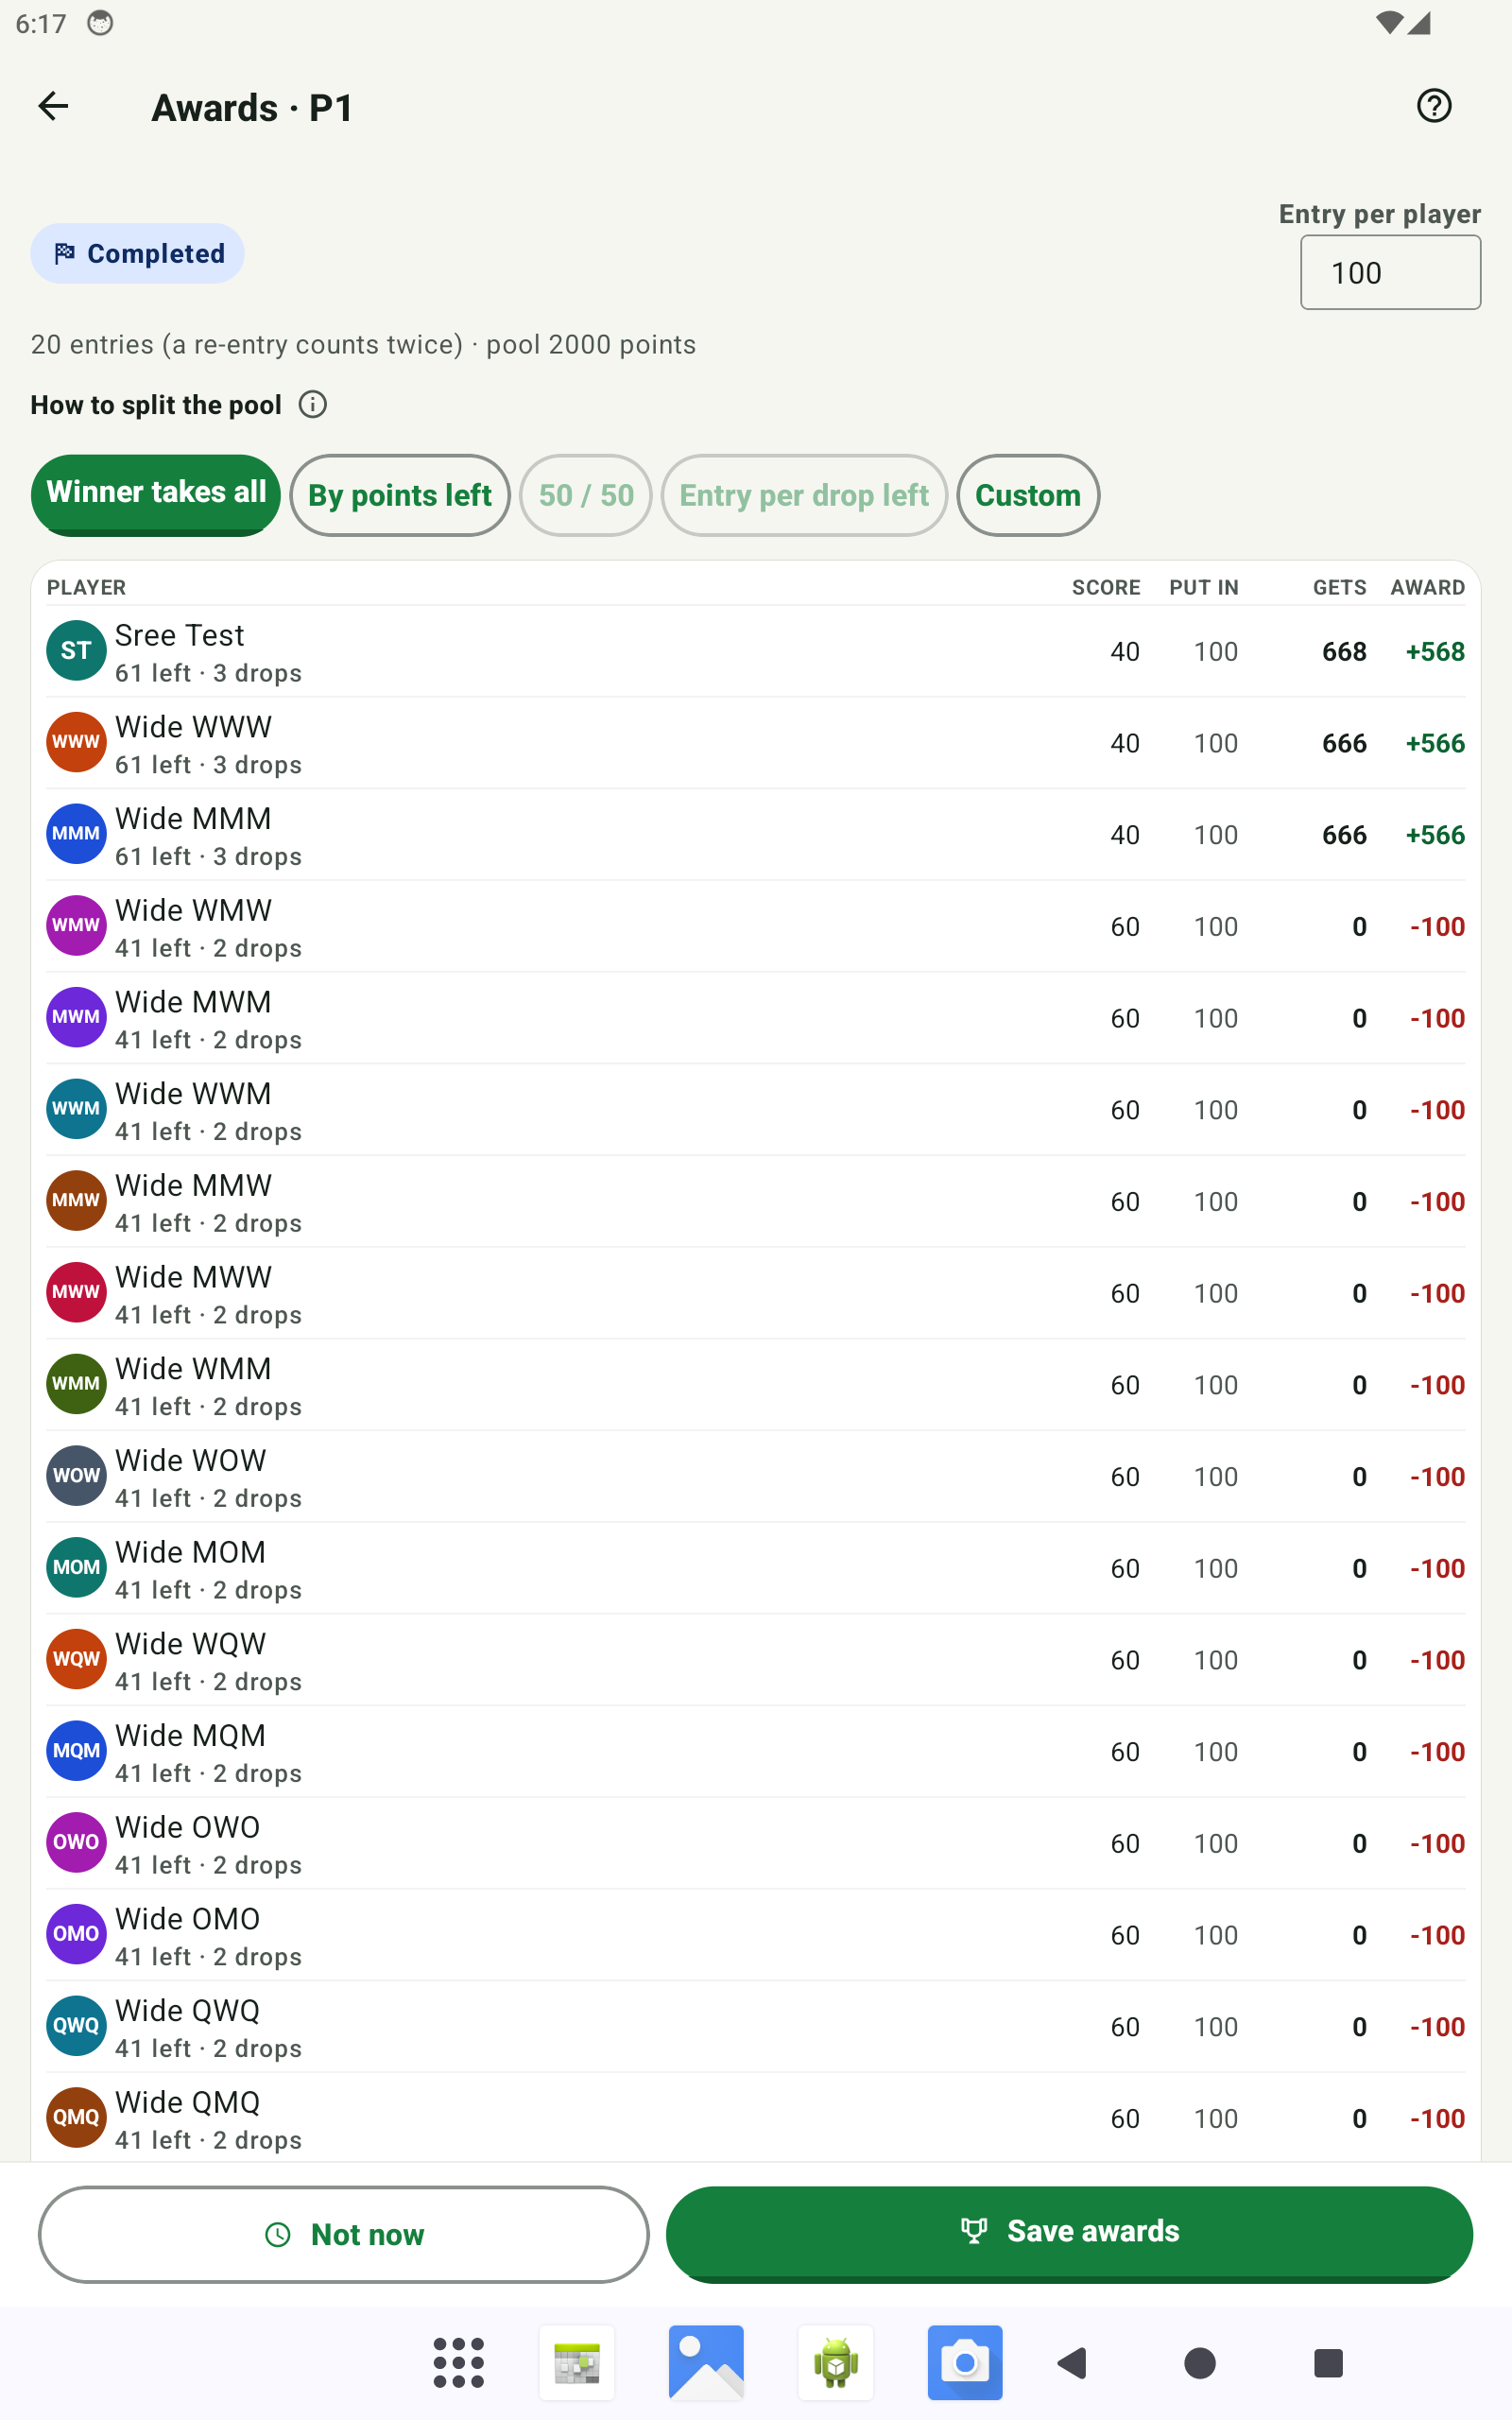 6:17
Awards · P1
Entry per player
Completed
100
20 entries (a re-entry counts twice) · pool 2000 points
How to split the pool
Winner takes all By points left 50 / 50 Entry per drop left Custom
PLAYER SCORE PUT IN GETS AWARD
ST Sree Test 40 100 668 +568
61 left · 3 drops
WWW Wide WWW 40 100 666 +566
61 left · 3 drops
MMM Wide MMM 40 100 666 +566
61 left · 3 drops
WMW Wide WMW 60 100 0 -100
41 left · 2 drops
MWM Wide MWM 60 100 0 -100
41 left · 2 drops
WWM Wide WWM 60 100 0 -100
41 left · 2 drops
MMW Wide MMW 60 100 0 -100
41 left · 2 drops
MWW Wide MWW 60 100 0 -100
41 left · 2 drops
WMM Wide WMM 60 100 0 -100
41 left · 2 drops
WOW Wide WOW 60 100 0 -100
41 left · 2 drops
MOM Wide MOM 60 100 0 -100
41 left · 2 drops
WQW Wide WQW 60 100 0 -100
41 left · 2 drops
MQM Wide MQM 60 100 0 -100
41 left · 2 drops
OWO Wide OWO 60 100 0 -100
41 left · 2 drops
OMO Wide OMO 60 100 0 -100
41 left · 2 drops
QWQ Wide QWQ 60 100 0 -100
41 left · 2 drops
QMQ Wide QMQ 60 100 0 -100
41 left · 2 drops
Not now Save awards